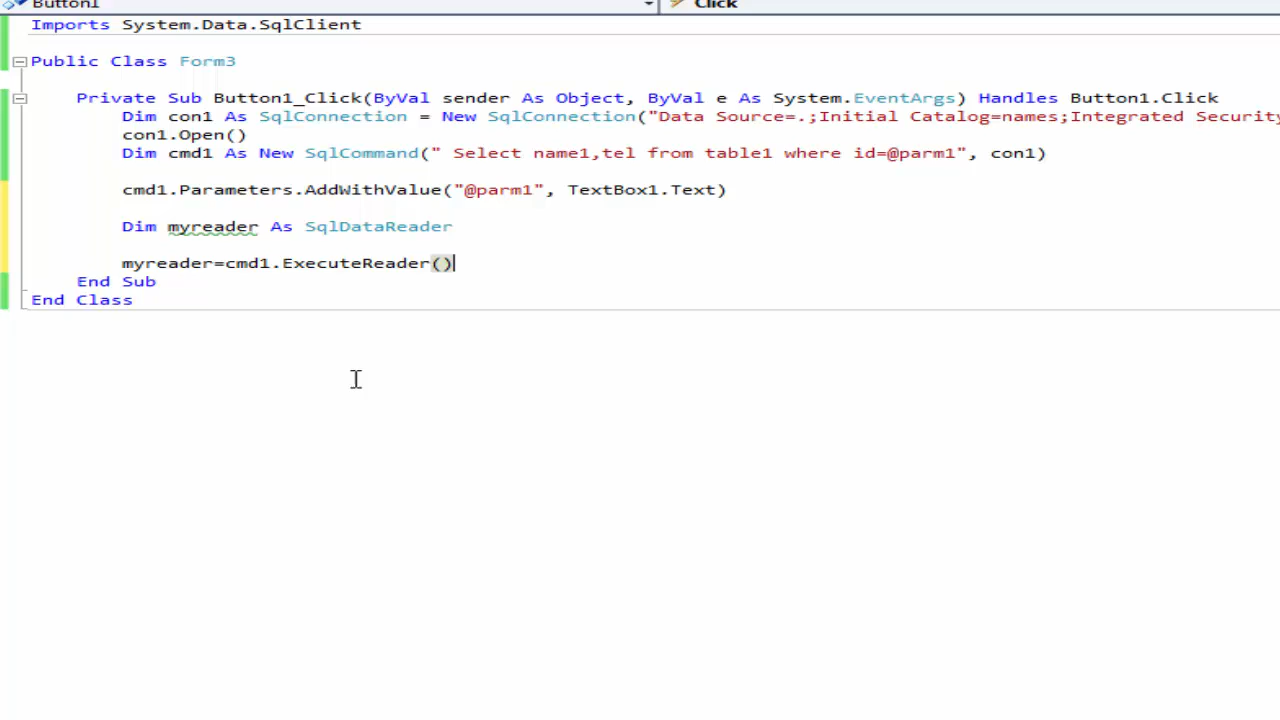 Button1 Click
Imports System.Data.SqlClient
Public Class Form3
Private Sub Button1_Click(ByVal sender As Object, ByVal e As System.EventArgs) Handles Button1.Click
Dim con1 As SqlConnection = New SqlConnection("Data Source=.;Initial Catalog=names;Integrated Security
con1.Open()
Dim cmd1 As New SqlCommand(" Select name1,tel from table1 where id=@parm1", con1)
cmd1.Parameters.AddWithValue("@parm1", TextBox1.Text)
Dim myreader As SqlDataReader
myreader=cmd1.ExecuteReader()
End Sub
End Class